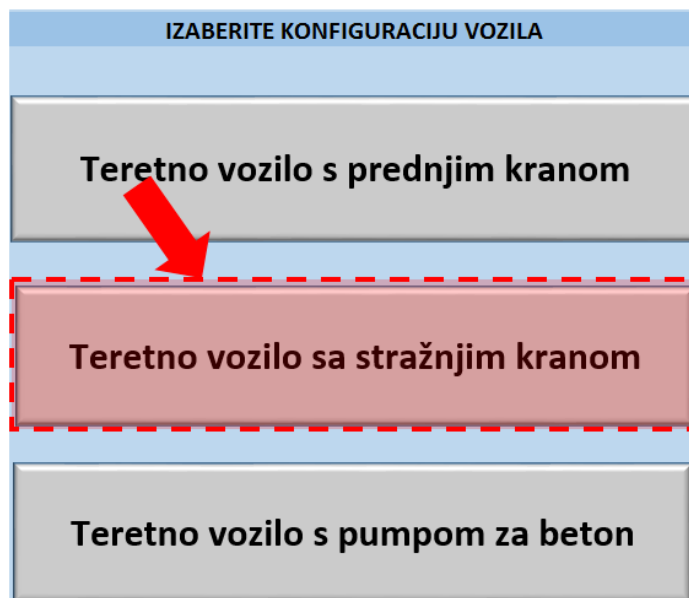 IZABERITE KONFIGURACIJU VOZILA
Teretno vozilo s prednjim kranom
Teretno vozilo sa stražnjim kranom
Teretno vozilo s pumpom za beton